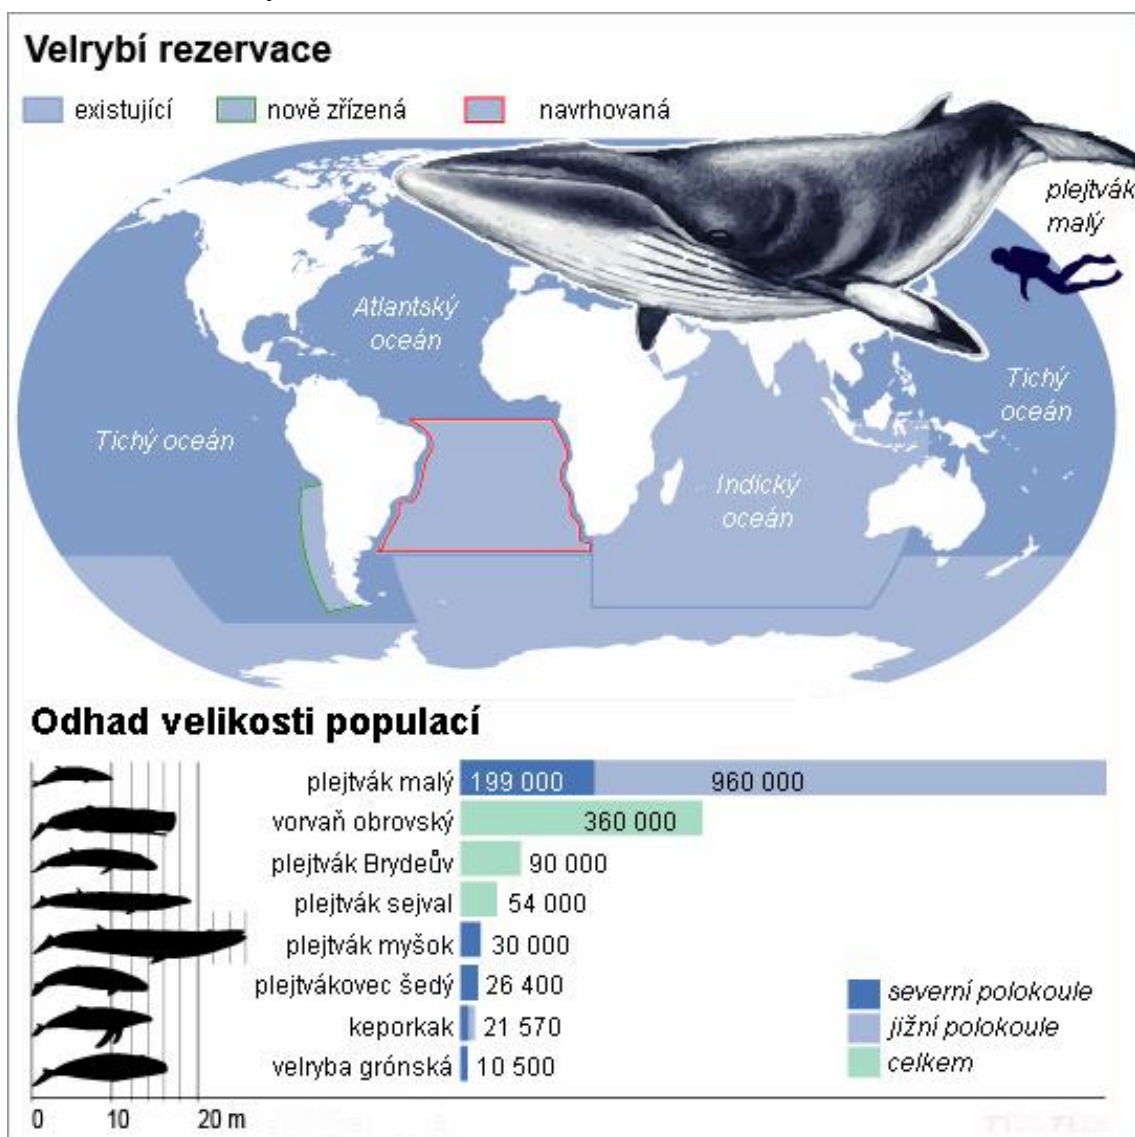 Velrybí rezervace
existující
nově zřízená
navrhovaná
plejtvák
malý
Atlantský
oceán
Tichý
oceán
Tichý oceán
Indický
oceán
Odhad velikosti populací
plejtvák malý 199 000 960 000
vorvaň obrovský 360 000
plejtvák Brydeův 90 000
plejtvák sejval 54 000
plejtvák myšok 30 000
plejtvákovec šedý 26 400
keporkak 21 570
velryba grónská 10 500
severní polokoule
jižní polokoule
celkem
0 10 20 m